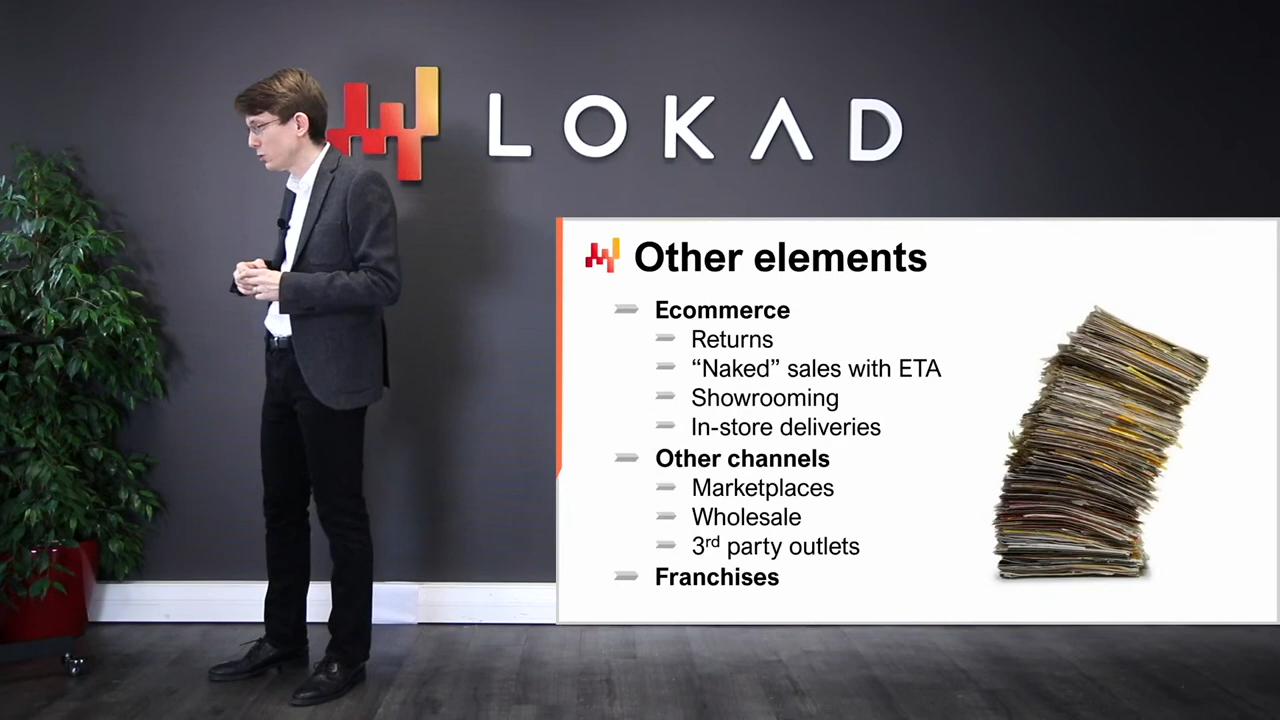 LOKAD
Other elements
Ecommerce
Returns
“Naked” sales with ETA
Showrooming
In-store deliveries
Other channels
Marketplaces
Wholesale
3rd party outlets
Franchises